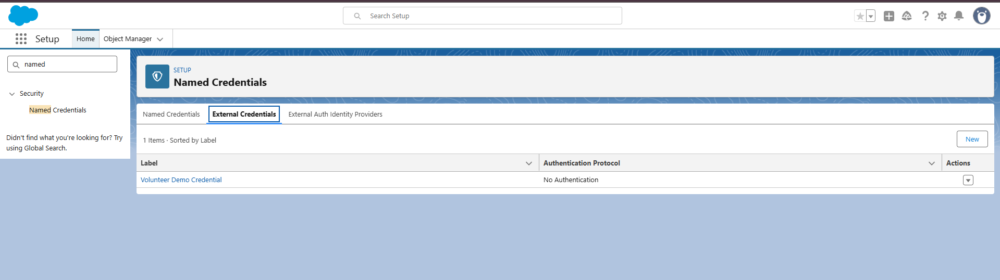 Search Setup
Setup
Home
Object Manager
named
Security
Named Credentials
Didn't find what you're looking for? Try
using Global Search.
SETUP
Named Credentials
Named Credentials
External Credentials
External Auth Identity Providers
1 Items · Sorted by Label
New
Label
Authentication Protocol
Actions
Volunteer Demo Credential
No Authentication